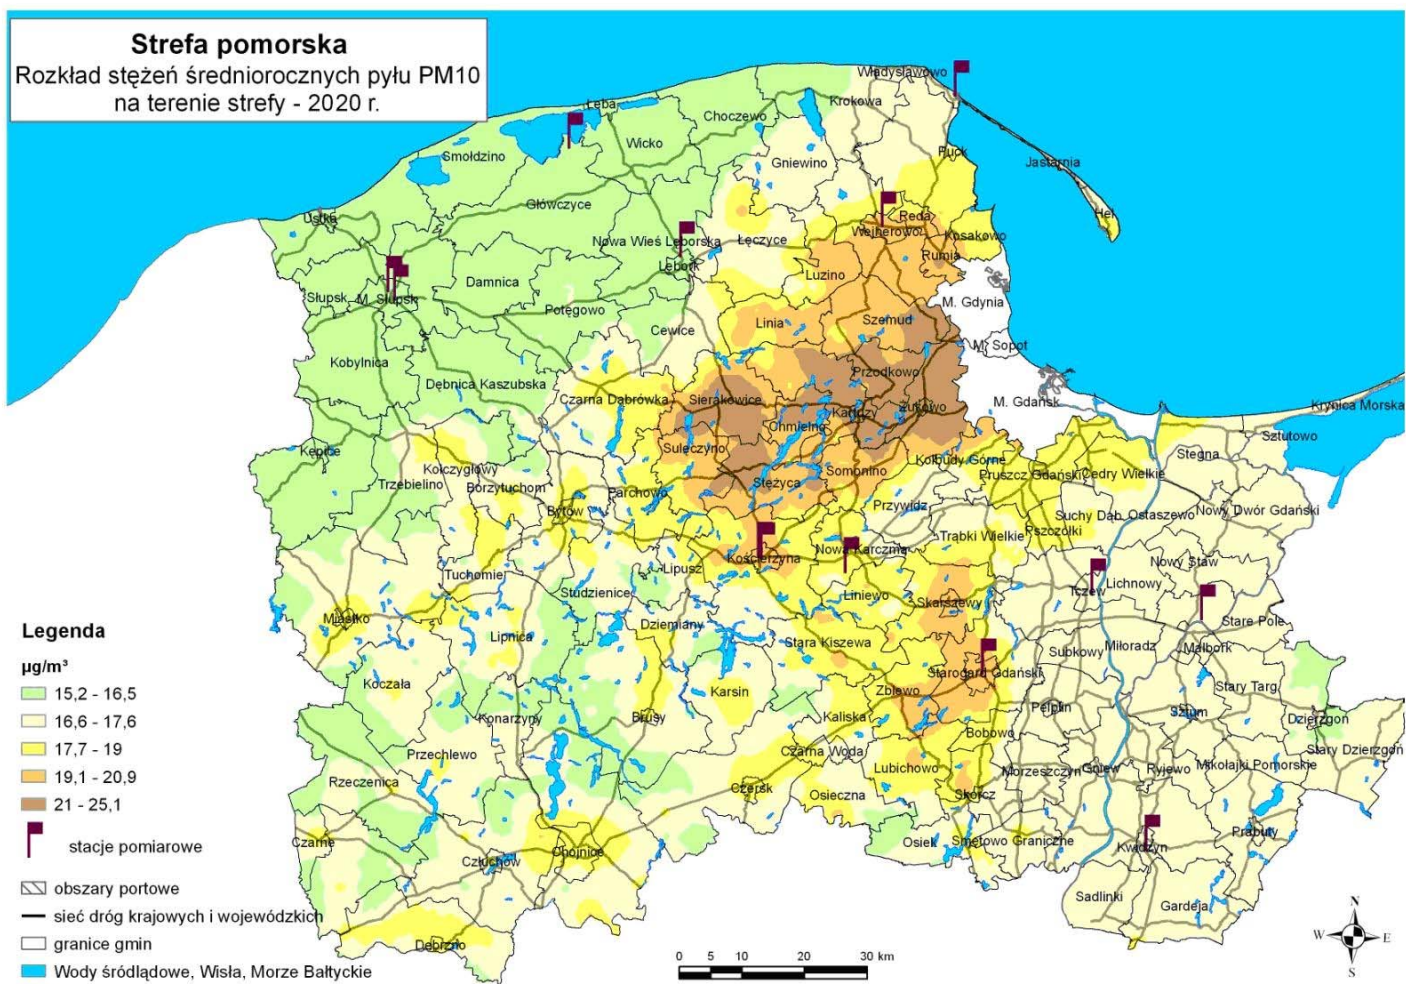 Strefa pomorska
Rozkład stężeń średniorocznych pyłu PM10
na terenie strefy - 2020 r.
Władysławowo
Krokowa
Łeba
Choczewo
Wicko
Smołdzino
Gniewino
Puck
Jastarnia
Główczyce
Hel
Ustka
Reda
Wejherowo
Kosakowo
Nowa Wieś Lęborska
Łęczyce
Rumia
Lębork
Luzino
Damnica
Słupsk
M. Słupsk
M. Gdynia
Potęgowo
Linia
Szemud
Cewice
M. Sopot
Kobylnica
Przodkowo
Dębnica Kaszubska
Czarna Dąbrówka
Sierakowice
M. Gdańsk
Krynica Morska
Kartuzy
Żukowo
Chmielno
Sztutowo
Kępice
Sulęczyno
Stegna
Kołczygłowy
Kolbudy Górne
Trzebielino
Somonino
Pruszcz Gdański
Cedry Wielkie
Borzytuchom
Parchowo
Stężyca
Przywidz
Bytów
Suchy Dąb
Ostaszewo
Nowy Dwór Gdański
Pszczółki
Trąbki Wielkie
Nowa Karczma
Kościerzyna
Nowy Staw
Lipusz
Tuchomie
Lichnowy
Studzienice
Tczew
Liniewo
Skarszewy
Miastko
Dziemiany
Stare Pole
Lipnica
Stara Kiszewa
Subkowy
Miłoradz
Malbork
Starogard Gdański
Koczała
Karsin
Zblewo
Stary Targ
Pelplin
Sztum
Konarzyny
Brusy
Kaliska
Dzierzgoń
Bobowo
Przechlewo
Czarna Woda
Stary Dzierzgoń
Lubichowo
Mikołajki Pomorskie
Morzeszczyn
Gniew
Ryjewo
Rzeczenica
Czersk
Osieczna
Skórcz
Prabuty
Czarne
Osiek
Smętowo Graniczne
Chojnice
Kwidzyn
Człuchów
Sadlinki
Gardeja
Debrzno
Legenda
µg/m³
15,2 - 16,5
16,6 - 17,6
17,7 - 19
19,1 - 20,9
21 - 25,1
stacje pomiarowe
obszary portowe
sieć dróg krajowych i wojewódzkich
granice gmin
Wody śródlądowe, Wisła, Morze Bałtyckie
0 5 10 20 30 km
N
W E
S